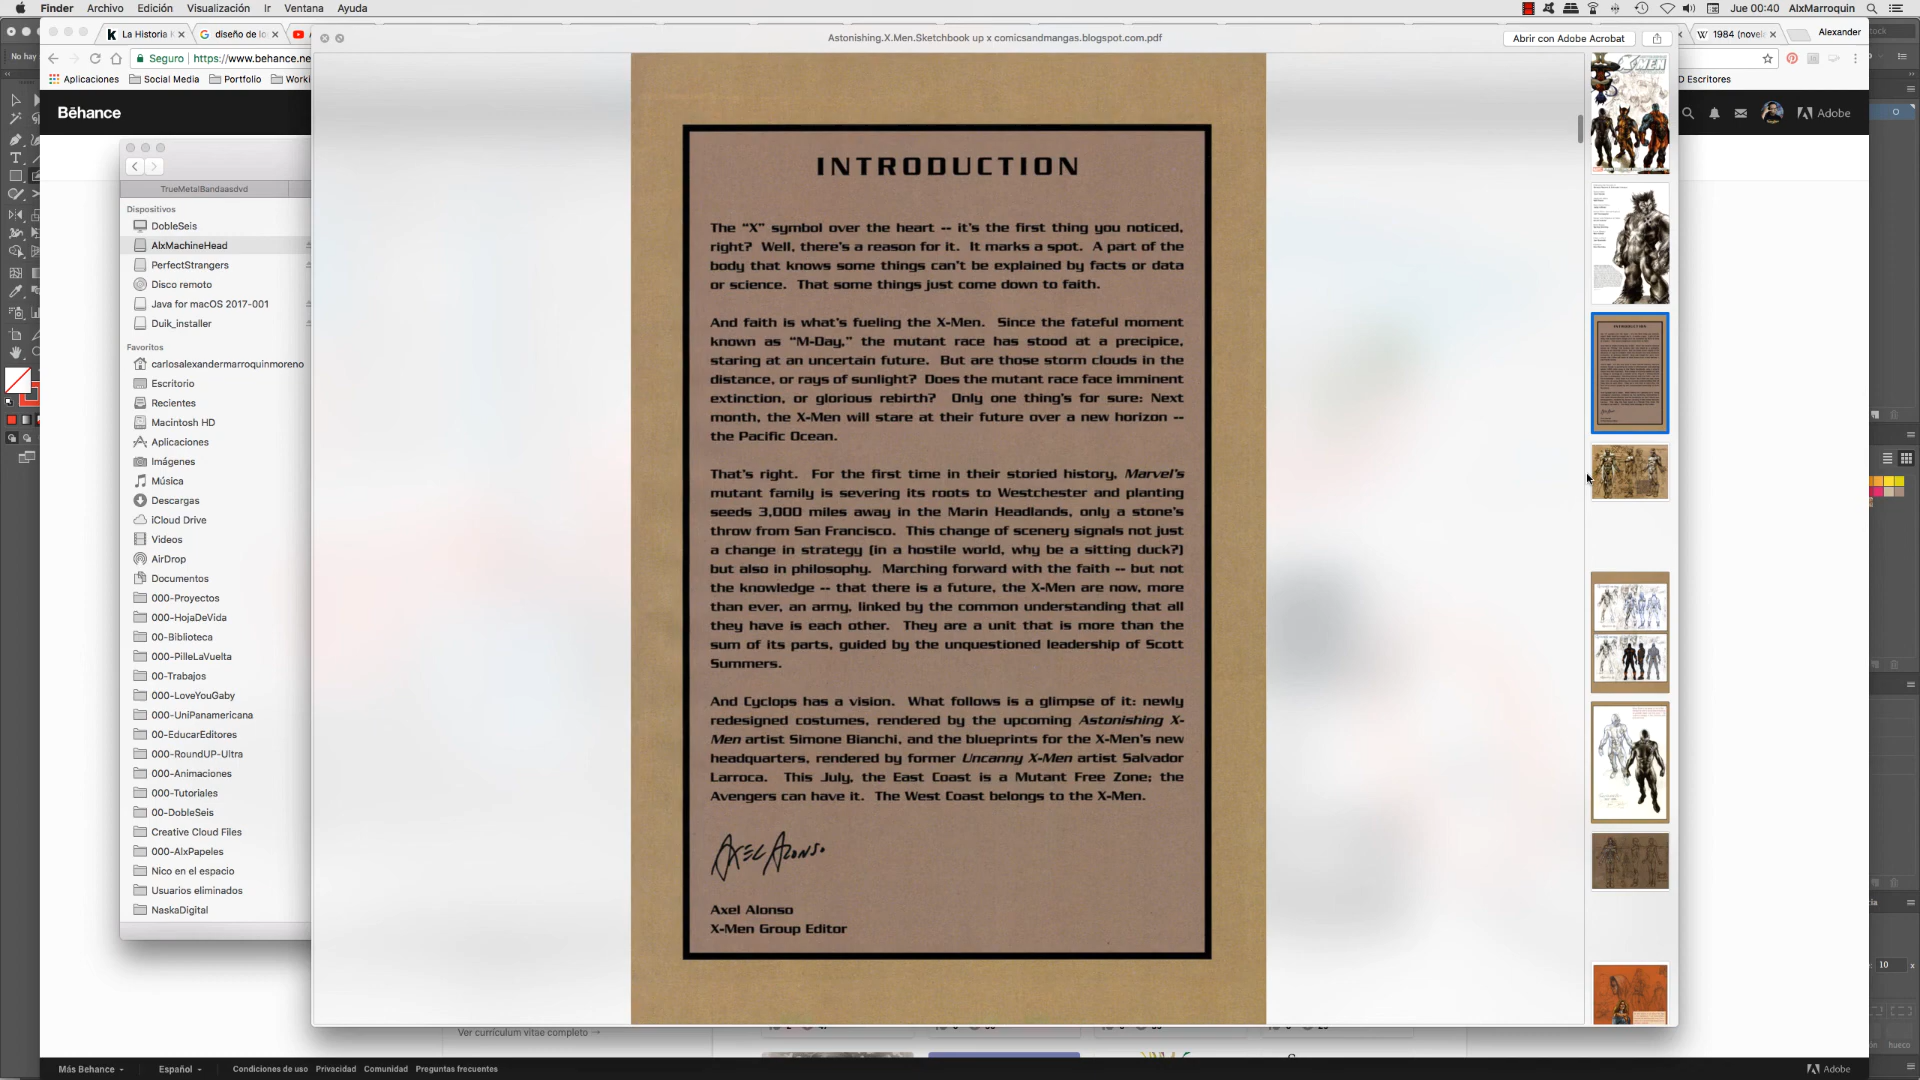 Finder Archivo Edición Visualización Ir Ventana Ayuda Jue 00:40 AlxMarroquin
La Historia K
diseño de lo
1984 (novel
Alexander
Astonishing.X.Men.Sketchbook up x comicsandmangas.blogspot.com.pdf
Abrir con Adobe Acrobat
No hay
Seguro https://www.behance.ne
Aplicaciones Social Media Portfolio Worki
D Escritores
Bēhance
Adobe
TrueMetalBandaasdvd
Dispositivos
DobleSeis
AlxMachineHead
PerfectStrangers
Disco remoto
Java for macOS 2017-001
Duik_installer
Favoritos
carlosalexandermarroquinmoreno
Escritorio
Recientes
Macintosh HD
Aplicaciones
Imágenes
Música
Descargas
iCloud Drive
Videos
AirDrop
Documentos
000-Proyectos
000-HojaDeVida
00-Biblioteca
000-PilleLaVuelta
00-Trabajos
000-LoveYouGaby
000-UniPanamericana
00-EducarEditores
000-RoundUP-Ultra
000-Animaciones
000-Tutoriales
00-DobleSeis
Creative Cloud Files
000-AlxPapeles
Nico en el espacio
Usuarios eliminados
NaskaDigital
INTRODUCTION
The “X” symbol over the heart -- it’s the first thing you noticed,
right? Well, there’s a reason for it. It marks a spot. A part of the
body that knows some things can’t be explained by facts or data
or science. That some things just come down to faith.
And faith is what’s fueling the X-Men. Since the fateful moment
known as “M-Day,” the mutant race has stood at a precipice,
staring at an uncertain future. But are those storm clouds in the
distance, or rays of sunlight? Does the mutant race face imminent
extinction, or glorious rebirth? Only one thing’s for sure: Next
month, the X-Men will stare at their future over a new horizon --
the Pacific Ocean.
That’s right. For the first time in their storied history, Marvel’s
mutant family is severing its roots to Westchester and planting
seeds 3,000 miles away in the Marin Headlands, only a stone’s
throw from San Francisco. This change of scenery signals not just
a change in strategy (in a hostile world, why be a sitting duck?)
but also in philosophy. Marching forward with the faith -- but not
the knowledge -- that there is a future, the X-Men are now, more
than ever, an army, linked by the common understanding that all
they have is each other. They are a unit that is more than the
sum of its parts, guided by the unquestioned leadership of Scott
Summers.
And Cyclops has a vision. What follows is a glimpse of it: newly
redesigned costumes, rendered by the upcoming Astonishing X-
Men artist Simone Bianchi, and the blueprints for the X-Men’s new
headquarters, rendered by former Uncanny X-Men artist Salvador
Larroca. This July, the East Coast is a Mutant Free Zone; the
Avengers can have it. The West Coast belongs to the X-Men.
Axel Alonso
Axel Alonso
X-Men Group Editor
X-MEN
INTRODUCTION
10
hueco
Ver currículum vitae completo →
Más Behance Español Condiciones de uso Privacidad Comunidad Preguntas frecuentes
Adobe